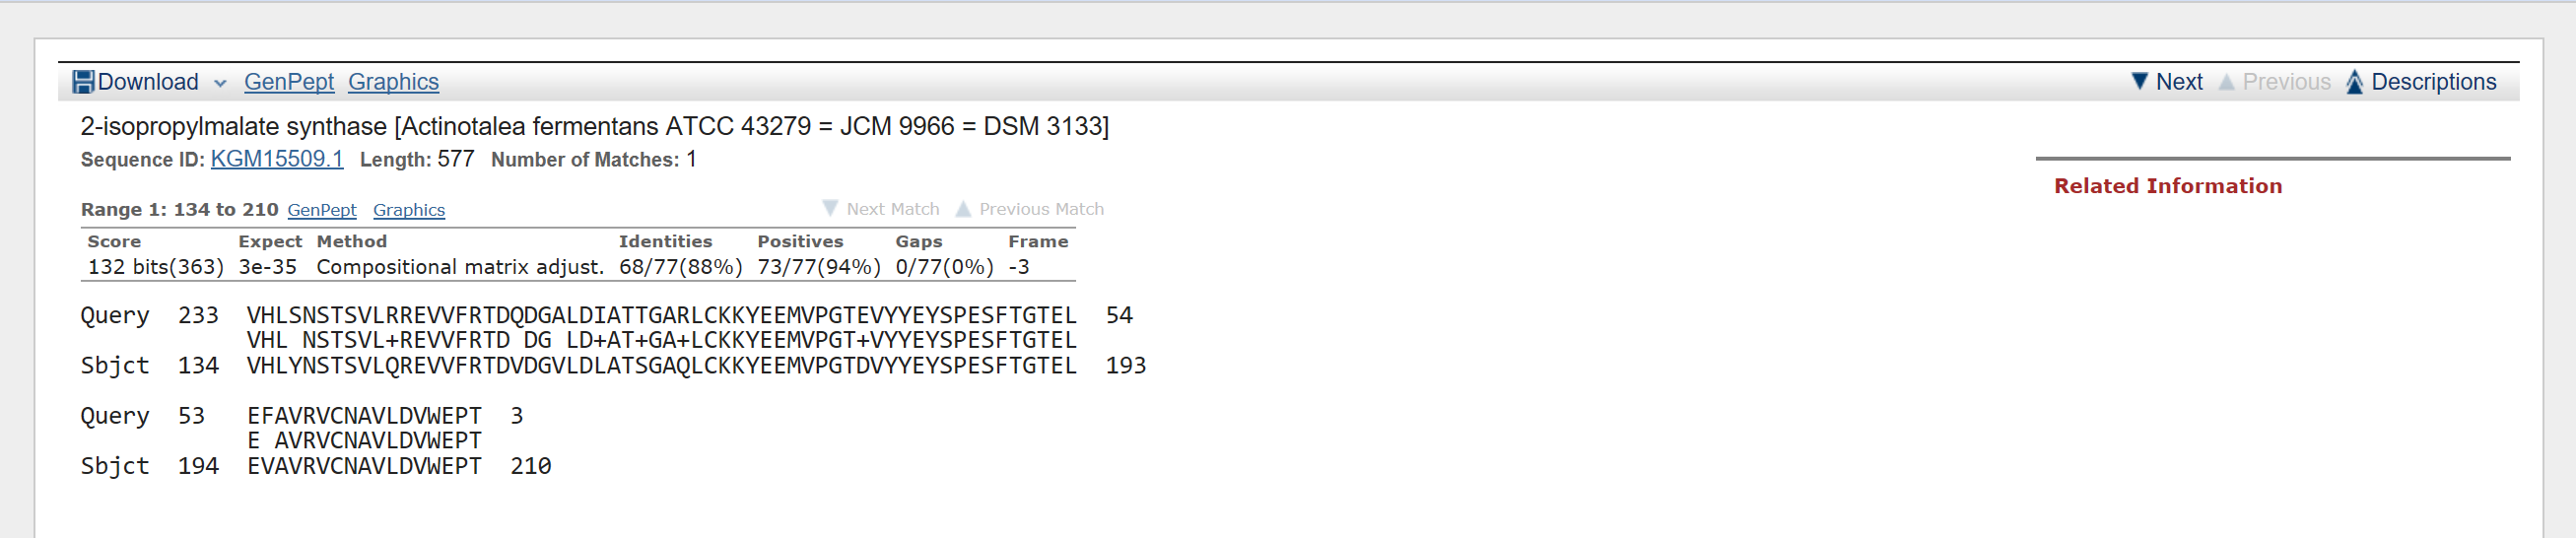 Download GenPept Graphics Next Previous Descriptions
2-isopropylmalate synthase [Actinotalea fermentans ATCC 43279 = JCM 9966 = DSM 3133]
Sequence ID: KGM15509.1 Length: 577 Number of Matches: 1
Related Information
Range 1: 134 to 210 GenPept Graphics Next Match Previous Match
Score Expect Method Identities Positives Gaps Frame
132 bits(363) 3e-35 Compositional matrix adjust. 68/77(88%) 73/77(94%) 0/77(0%) -3
Query 233 VHLSNSTSVLRREVVFRTDQDGALDIATTGARLCKKYEEMVPGTEVYYEYSPESFTGTEL 54
VHL NSTSVL+REVVFRTD DG LD+AT+GA+LCKKYEEMVPGT+VYYEYSPESFTGTEL
Sbjct 134 VHLYNSTSVLQREVVFRTDVDGVLDLATSGAQLCKKYEEMVPGTDVYYEYSPESFTGTEL 193
Query 53 EFAVRVCNAVLDVWEPT 3
E AVRVCNAVLDVWEPT
Sbjct 194 EVAVRVCNAVLDVWEPT 210